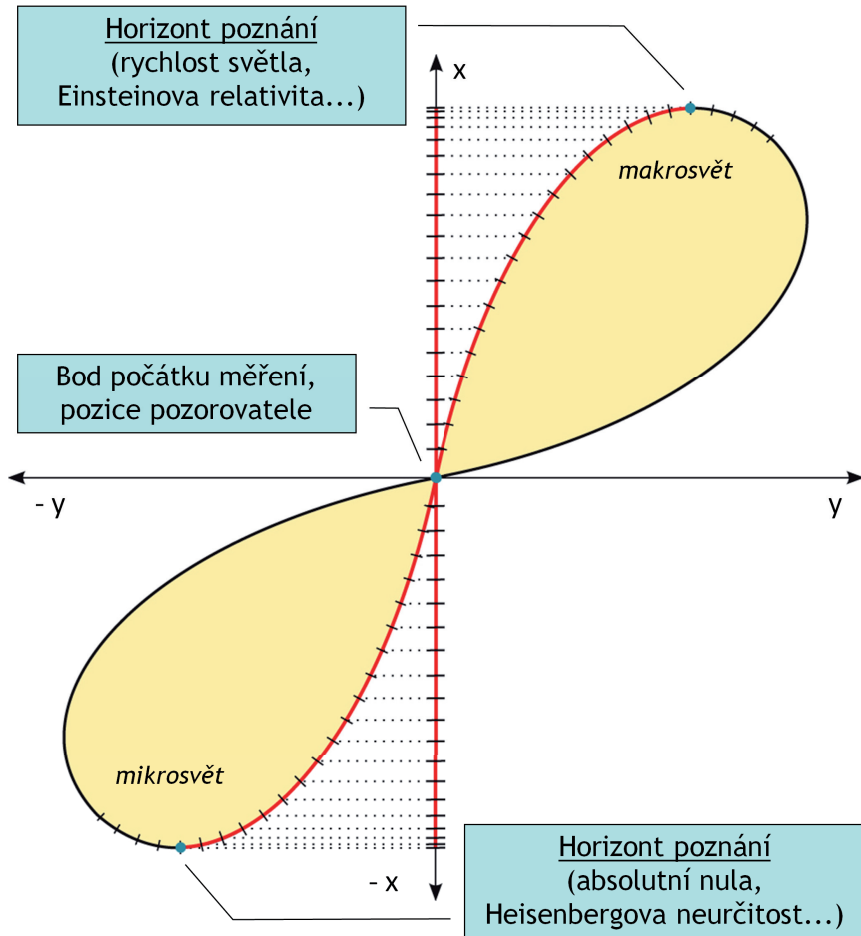 Horizont poznání
(rychlost světla,
Einsteinova relativita...)
x
makrosvět
Bod počátku měření,
pozice pozorovatele
- y
y
mikrosvět
- x
Horizont poznání
(absolutní nula,
Heisenbergova neurčitost...)